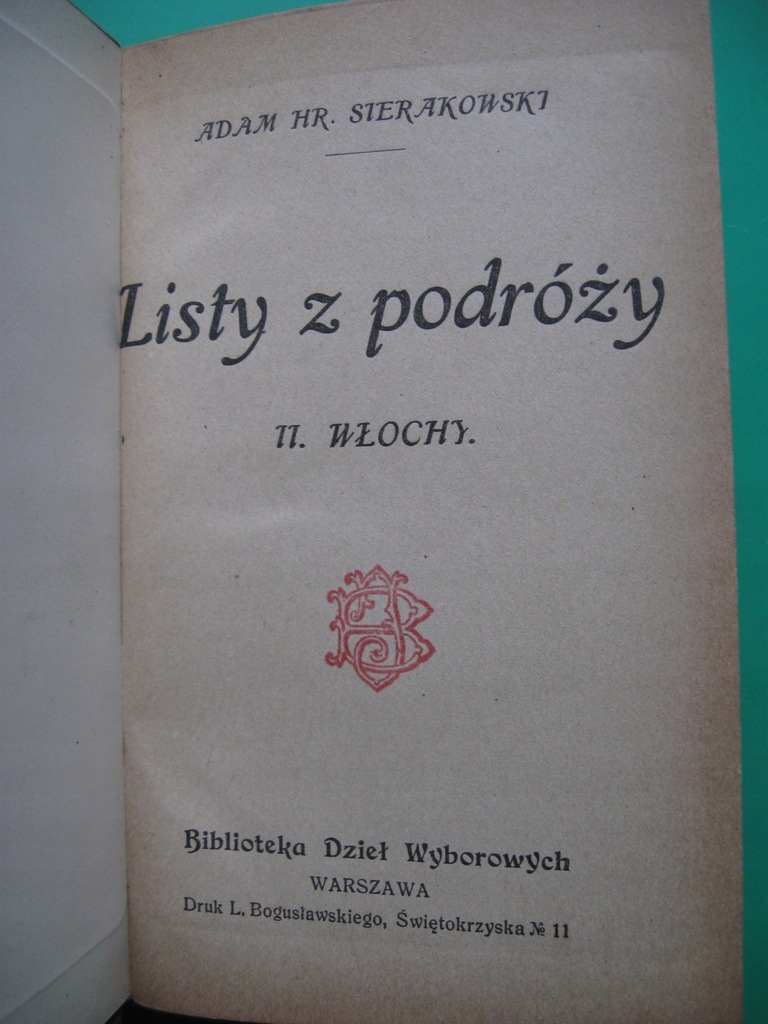 ADAM HR. SIERAKOWSKI
Listy z podróży
II. WŁOCHY.
Biblioteka Dzieł Wyborowych
WARSZAWA
Druk L. Bogusławskiego, Świętokrzyska № 11